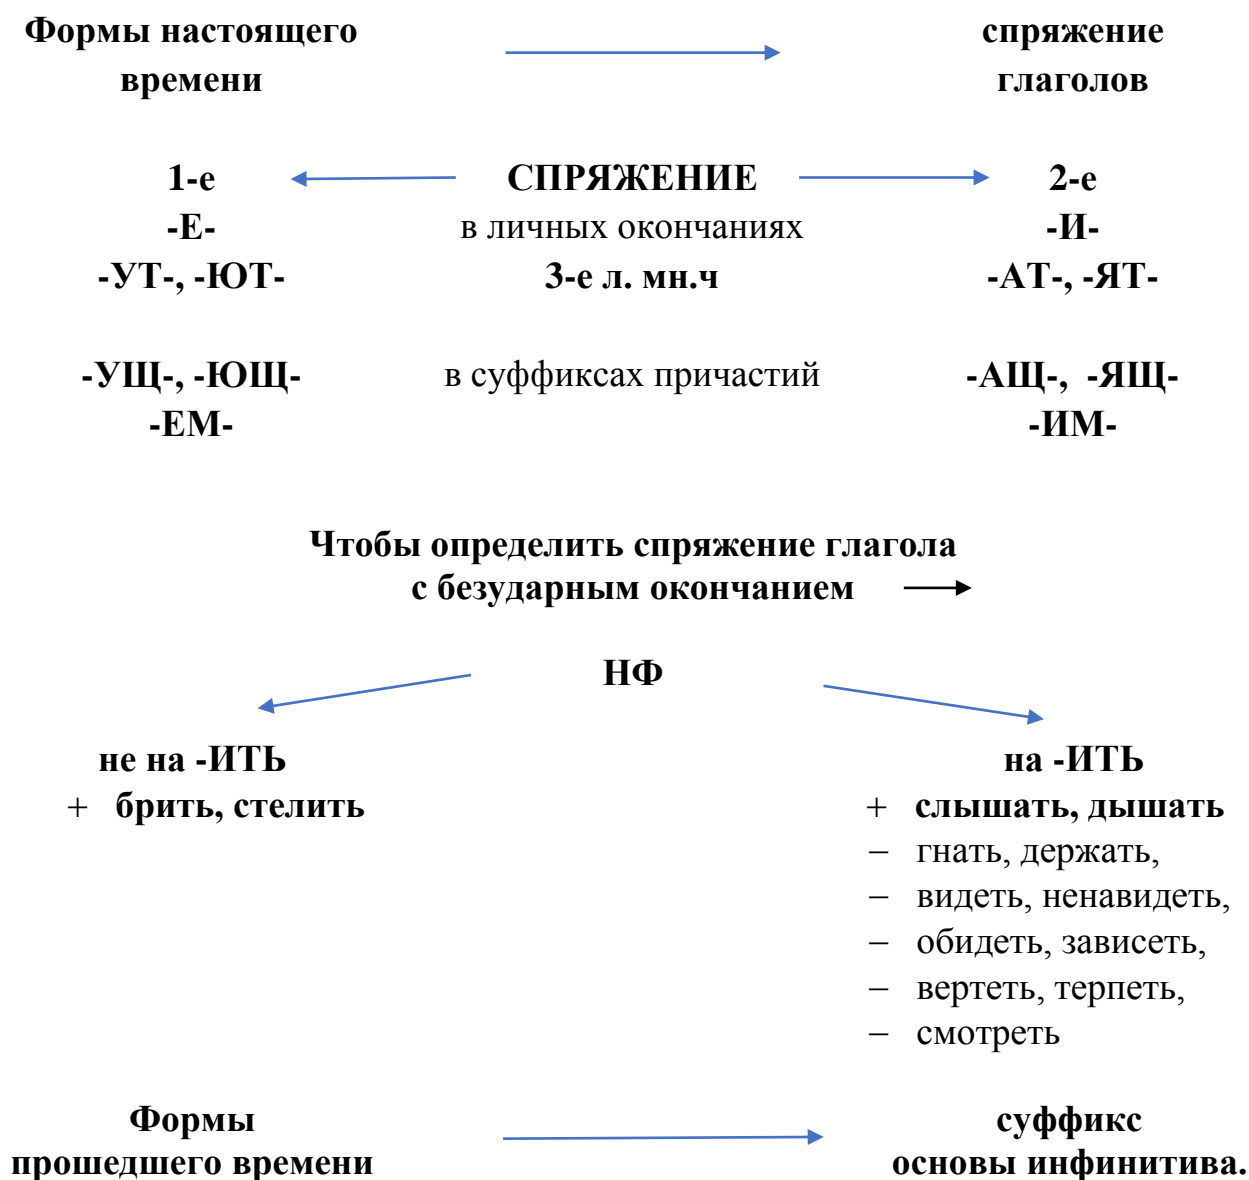 Формы настоящего спряжение
времени глаголов
1-е СПРЯЖЕНИЕ 2-е
-Е- в личных окончаниях -И-
-УТ-, -ЮТ- 3-е л. мн.ч -АТ-, -ЯТ-
-УЩ-, -ЮЩ- в суффиксах причастий -АЩ-, -ЯЩ-
-ЕМ- -ИМ-
Чтобы определить спряжение глагола
с безударным окончанием
НФ
не на -ИТЬ на -ИТЬ
+ брить, стелить + слышать, дышать
− гнать, держать,
− видеть, ненавидеть,
− обидеть, зависеть,
− вертеть, терпеть,
− смотреть
Формы суффикс
прошедшего времени основы инфинитива.